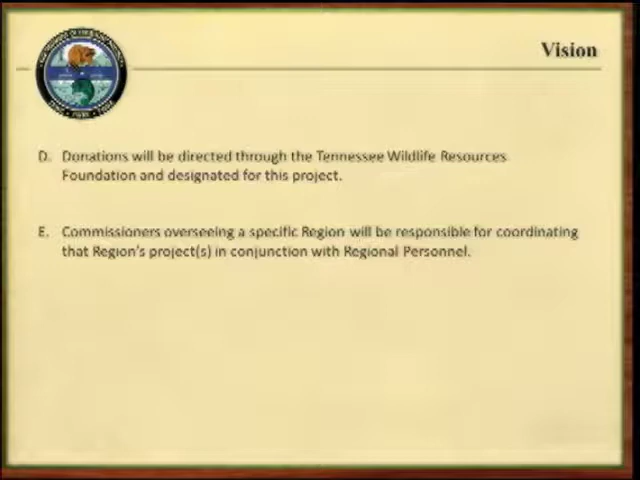 Vision
D. Donations will be directed through the Tennessee Wildlife Resources
Foundation and designated for this project.
E. Commissioners overseeing a specific Region will be responsible for coordinating
that Region's project(s) in conjunction with Regional Personnel.